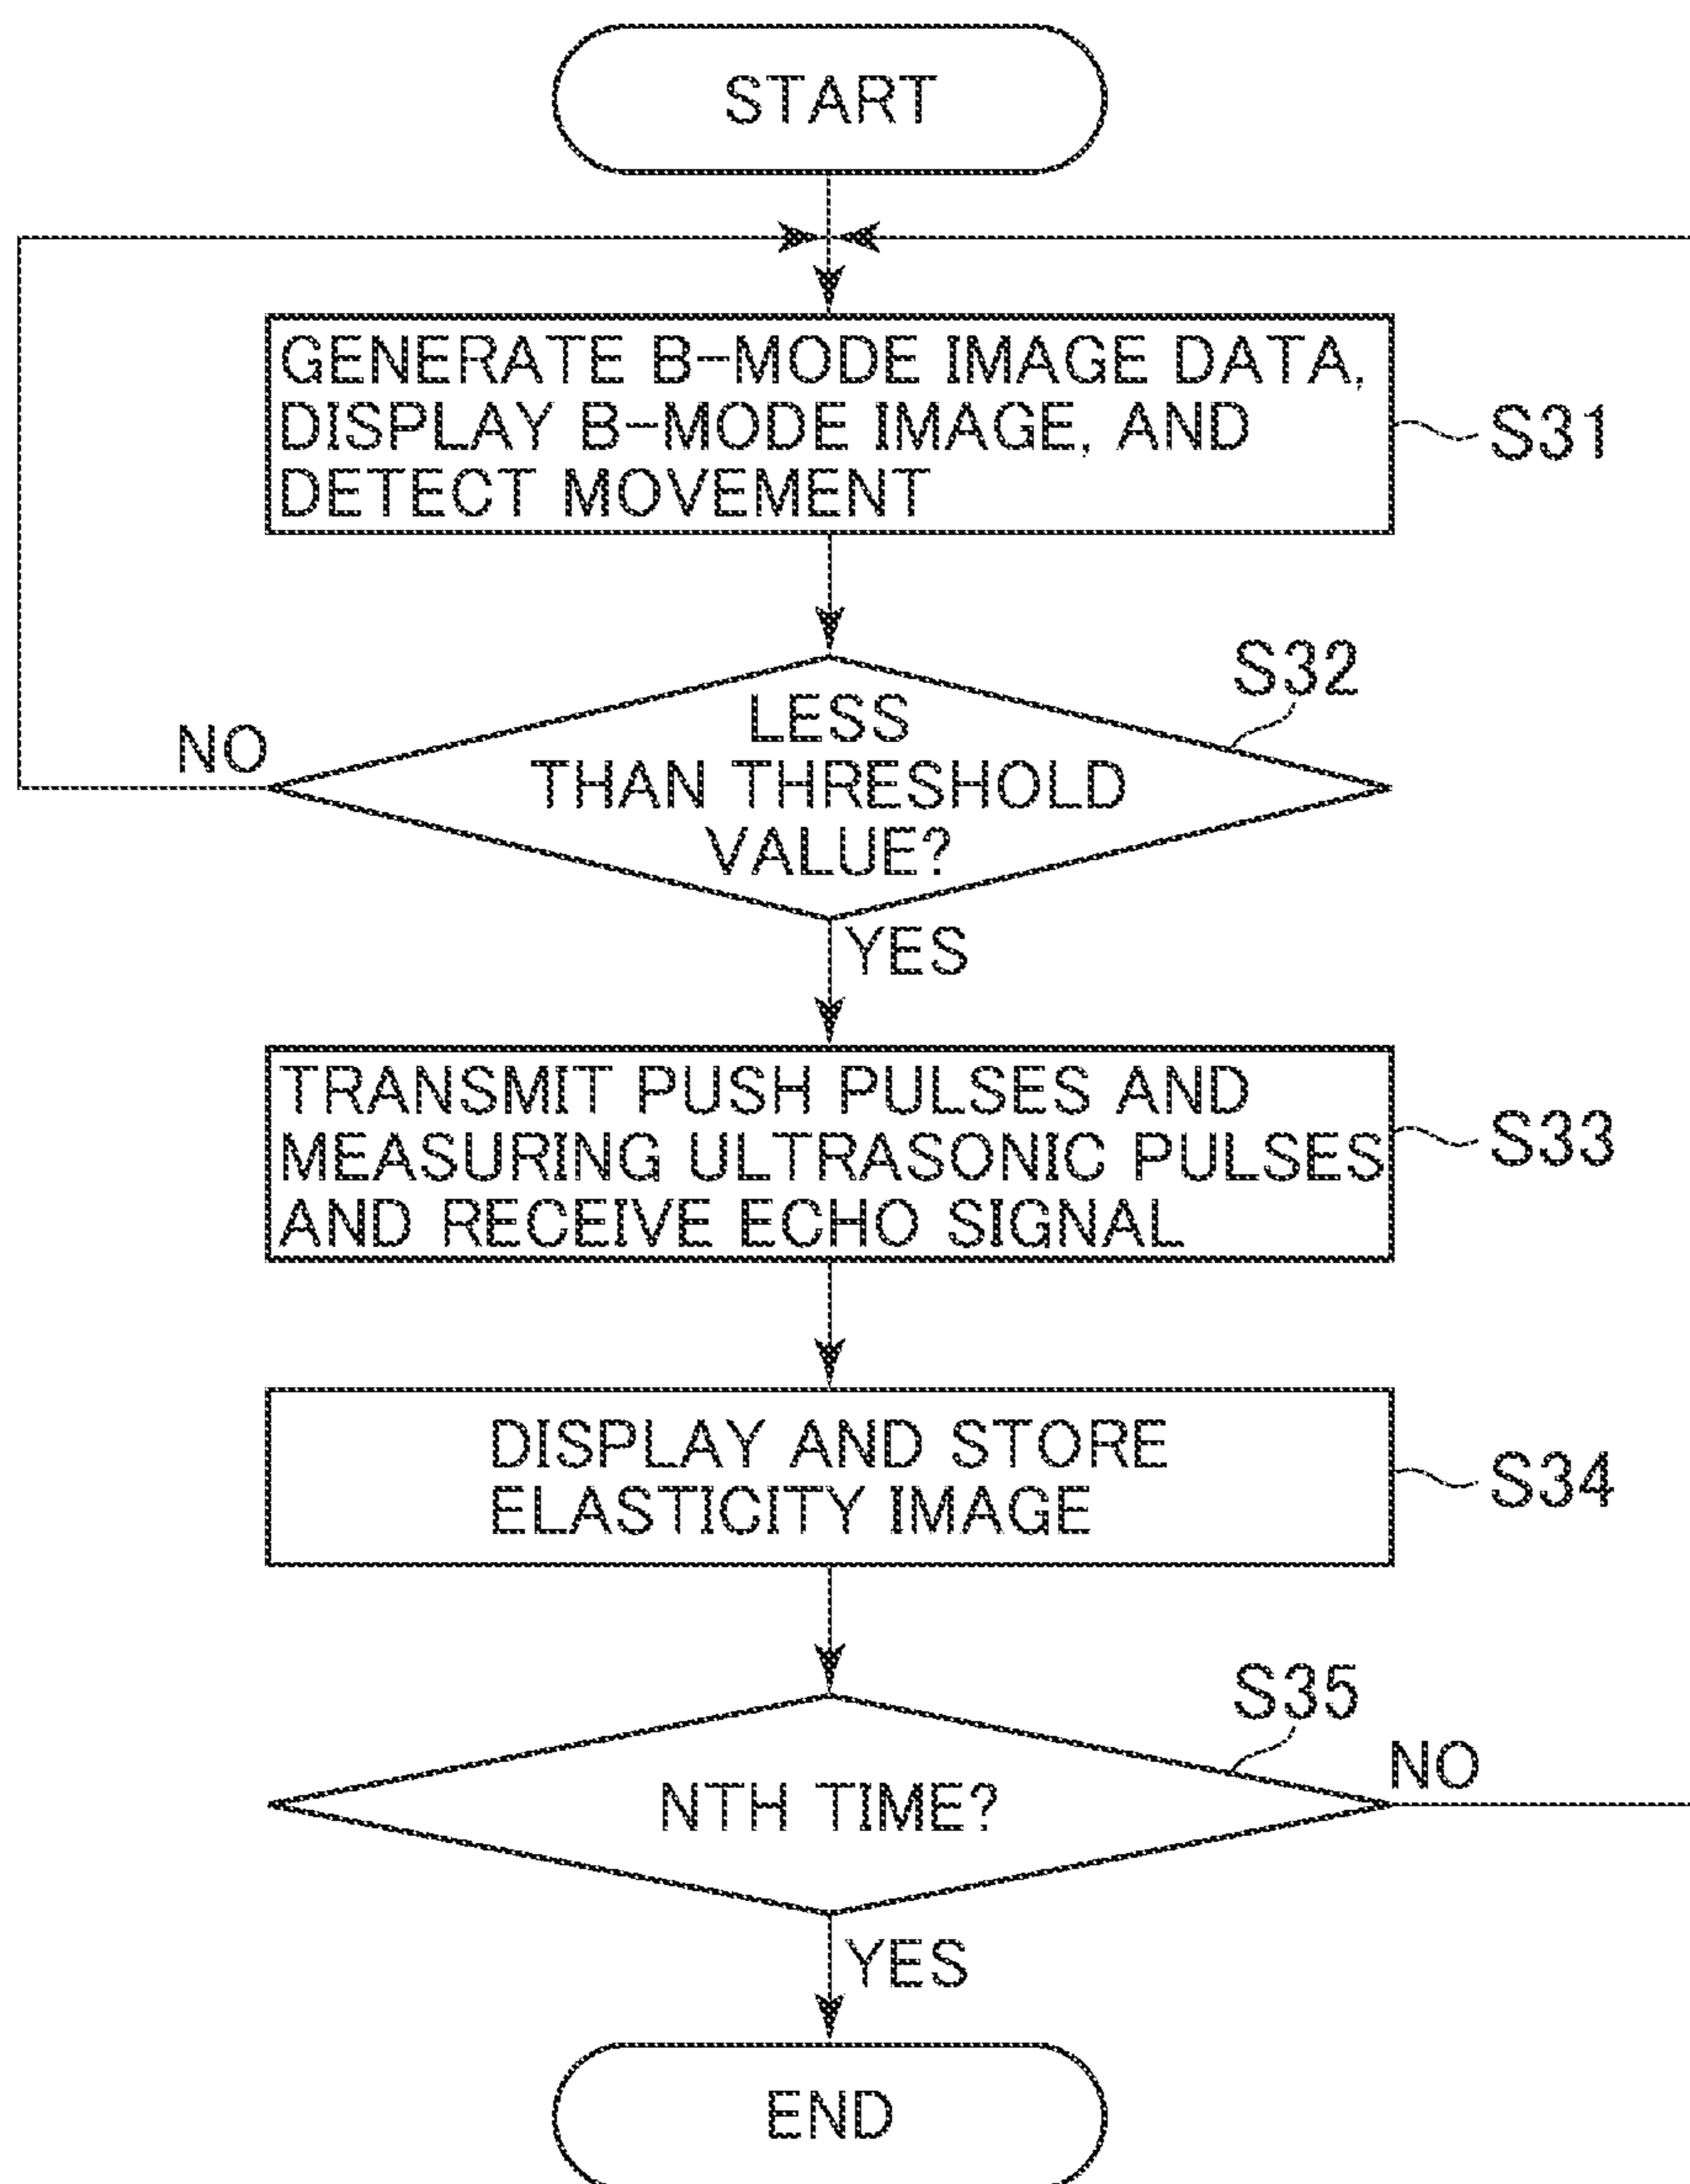 START
GENERATE B-MODE IMAGE DATA,
DISPLAY B-MODE IMAGE, AND
DETECT MOVEMENT
S31
S32
LESS
THAN THRESHOLD
VALUE?
NO
YES
TRANSMIT PUSH PULSES AND
MEASURING ULTRASONIC PULSES
AND RECEIVE ECHO SIGNAL
S33
DISPLAY AND STORE
ELASTICITY IMAGE
S34
S35
NTH TIME?
NO
YES
END